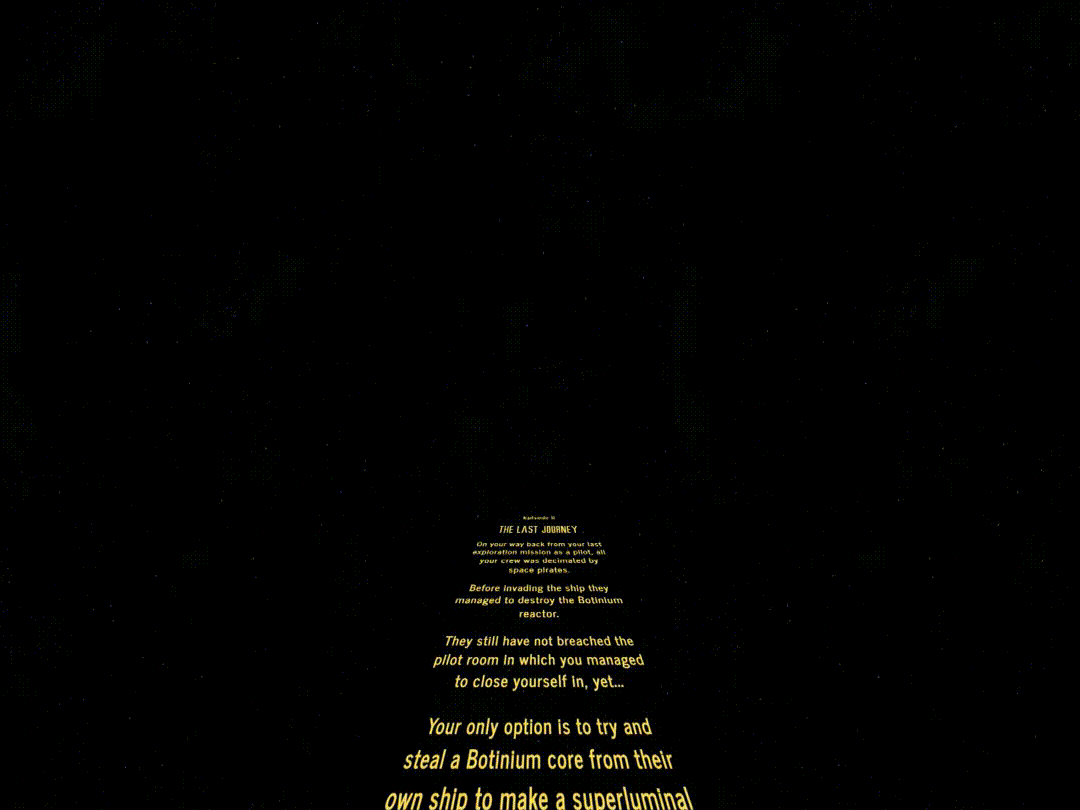 Episode II
THE LAST JOURNEY
On your way back from your last
exploration mission as a pilot, all
your crew was decimated by
space pirates.
Before invading the ship they
managed to destroy the Botinium
reactor.
They still have not breached the
pilot room in which you managed
to close yourself in, yet...
Your only option is to try and
steal a Botinium core from their
own ship to make a superluminal